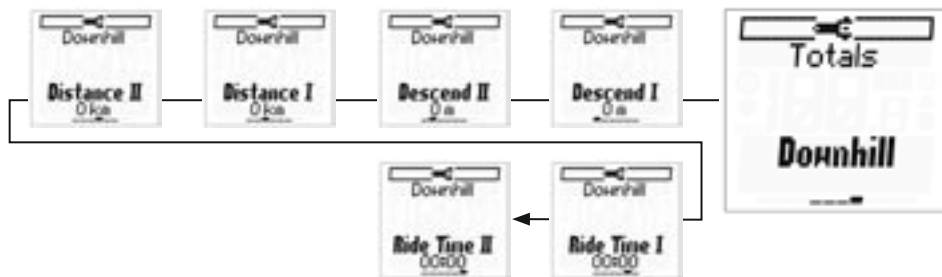 Downhill
Distance II
0 km
Downhill
Distance I
0 km
Downhill
Descend II
0 m
Downhill
Descend I
0 m
Totals
Downhill
Downhill
Ride Time II
00:00
Downhill
Ride Time I
00:00